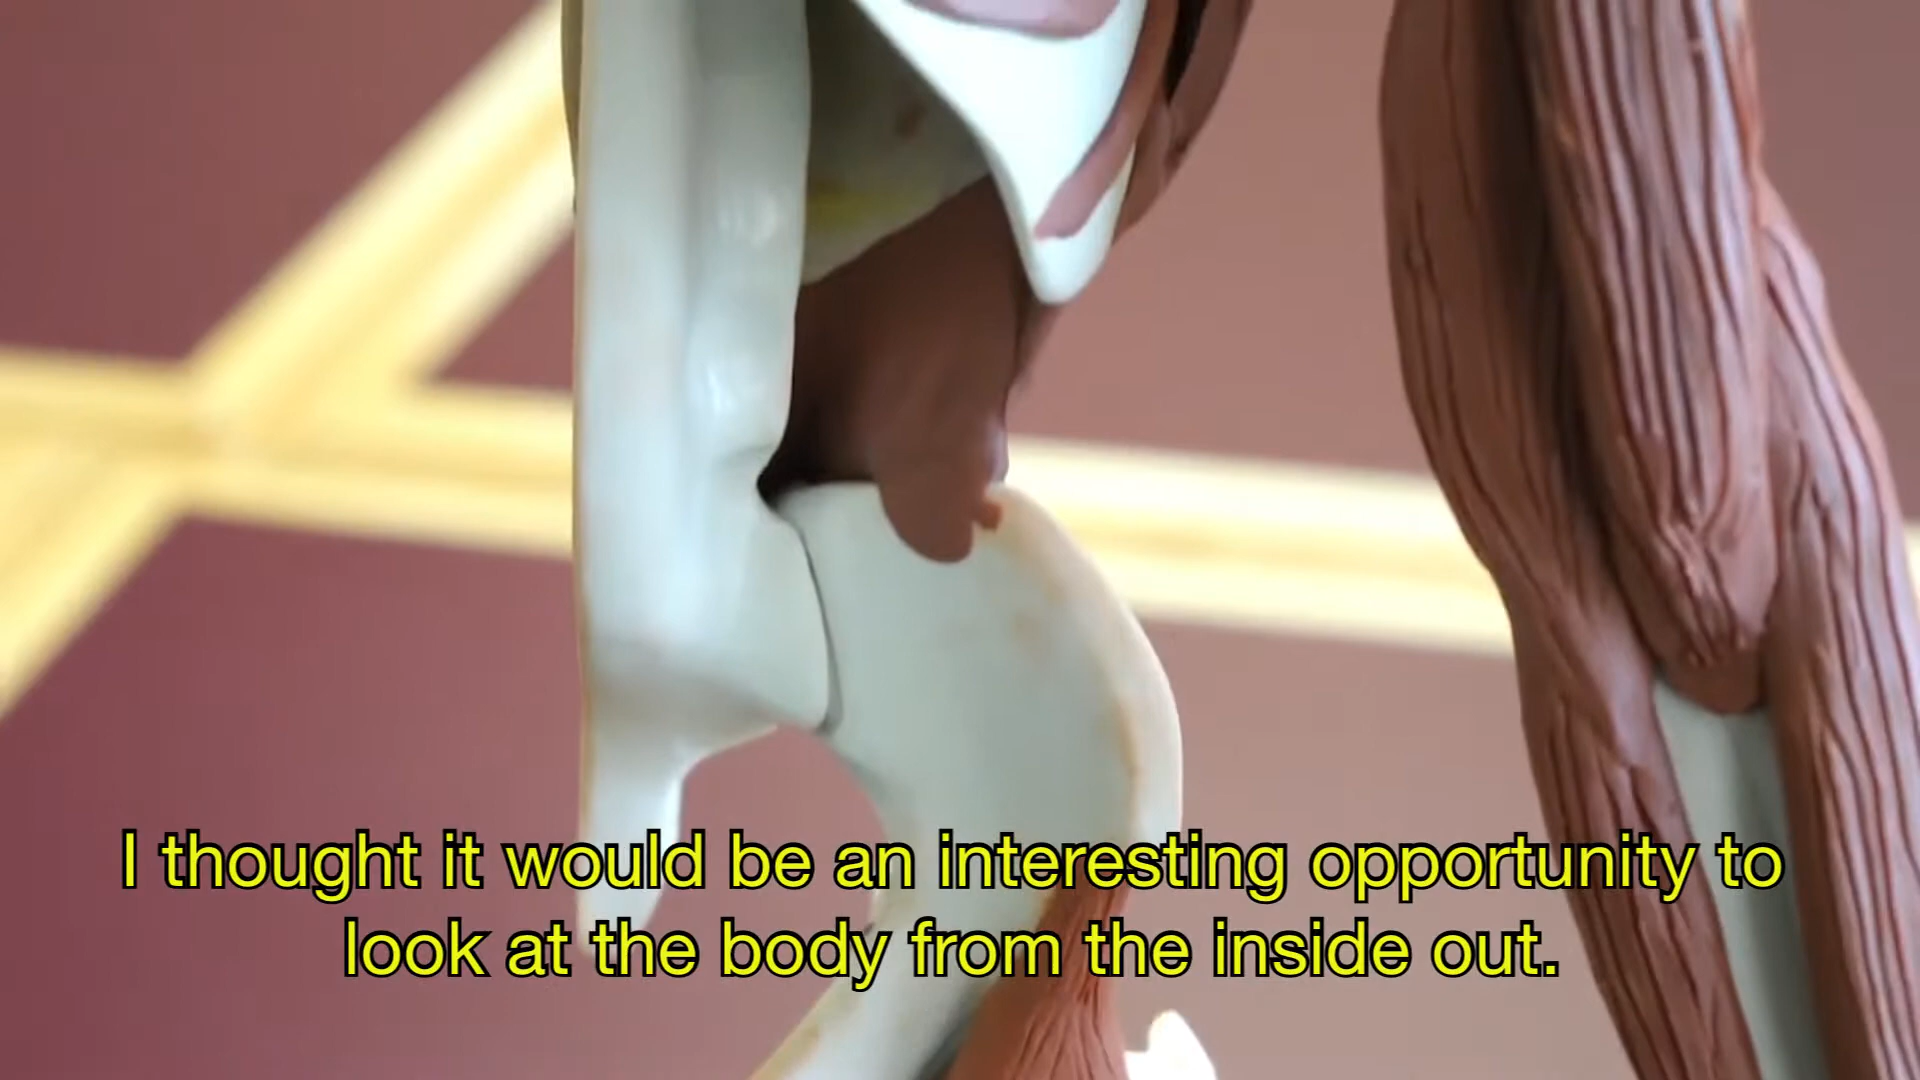 I thought it would be an interesting opportunity to
look at the body from the inside out.